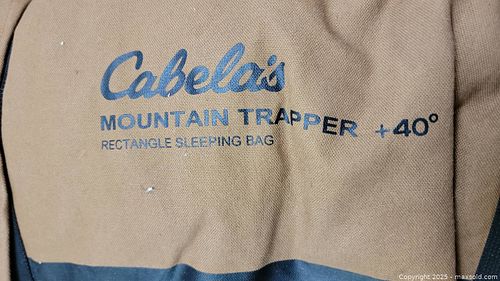 Cabela's
MOUNTAIN TRAPPER +40°
RECTANGLE SLEEPING BAG
Copyright © 2025 - maxsold.com